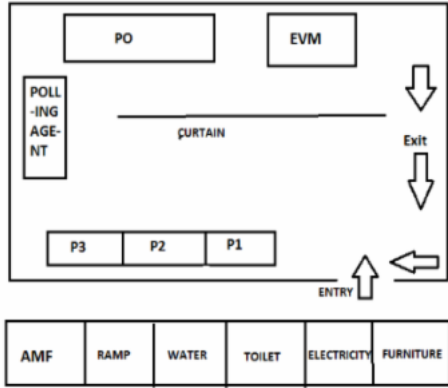 PO
EVM
POLL
-ING
AGE-
NT
CURTAIN
Exit
P3 P2 P1
ENTRY
AMF RAMP WATER TOILET ELECTRICITY FURNITURE